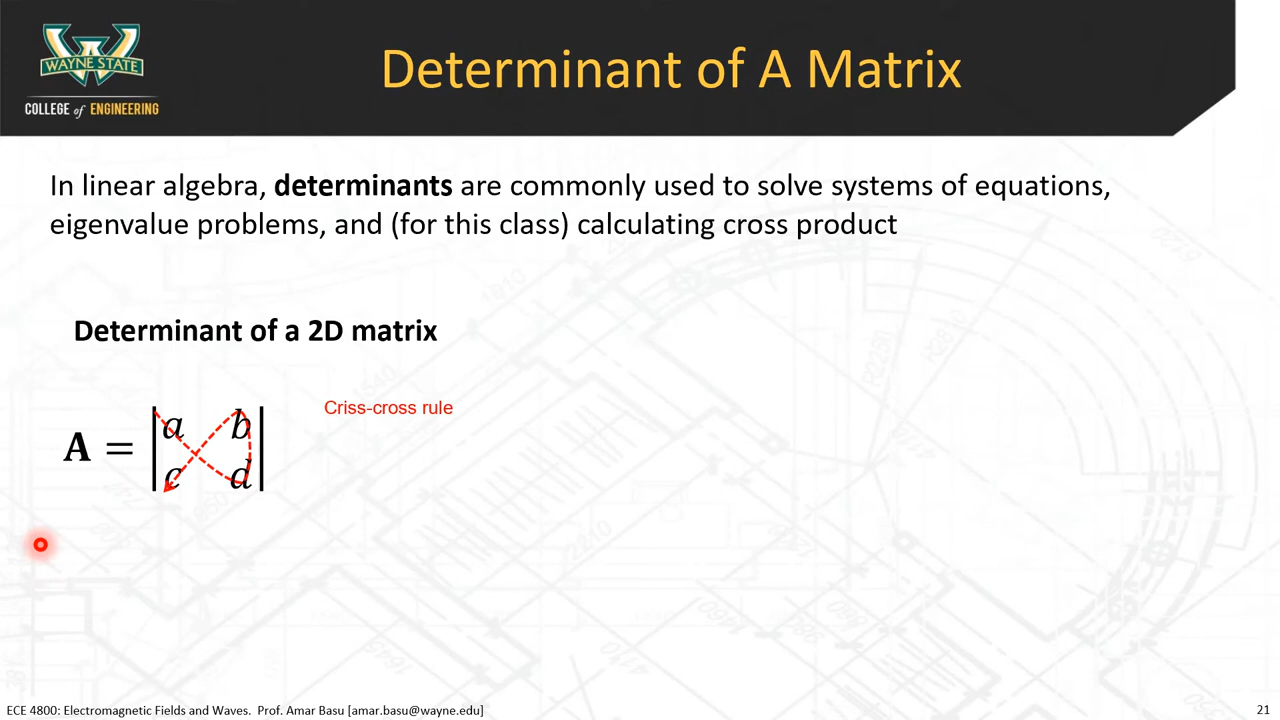 WAYNE STATE
COLLEGE of ENGINEERING
Determinant of A Matrix
In linear algebra, determinants are commonly used to solve systems of equations,
eigenvalue problems, and (for this class) calculating cross product
Determinant of a 2D matrix
Criss-cross rule
A = |a b|
|c d|
ECE 4800: Electromagnetic Fields and Waves. Prof. Amar Basu [amar.basu@wayne.edu]
21